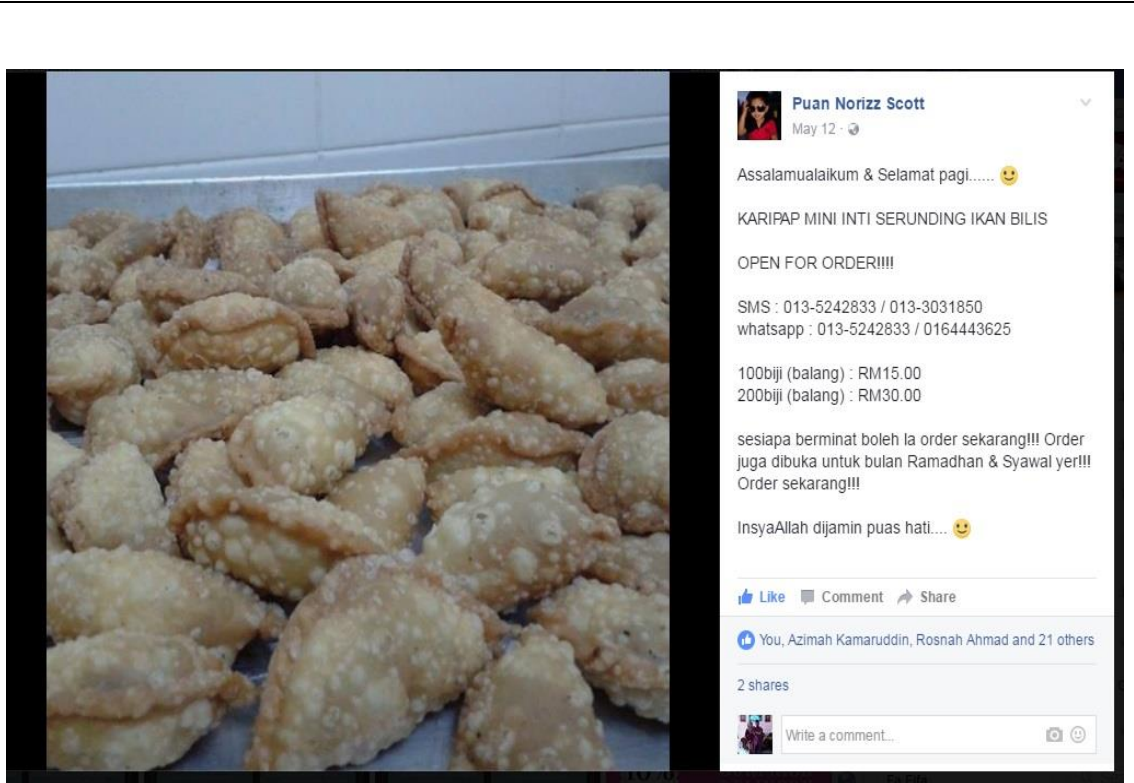 Puan Norizz Scott
May 12
Assalamualaikum & Selamat pagi......
KARIPAP MINI INTI SERUNDING IKAN BILIS
OPEN FOR ORDER!!!!
SMS : 013-5242833 / 013-3031850
whatsapp : 013-5242833 / 0164443625
100biji (balang) : RM15.00
200biji (balang) : RM30.00
sesiapa berminat boleh la order sekarang!!! Order
juga dibuka untuk bulan Ramadhan & Syawal yer!!!
Order sekarang!!!
InsyaAllah dijamin puas hati....
Like Comment Share
You, Azimah Kamaruddin, Rosnah Ahmad and 21 others
2 shares
Write a comment...